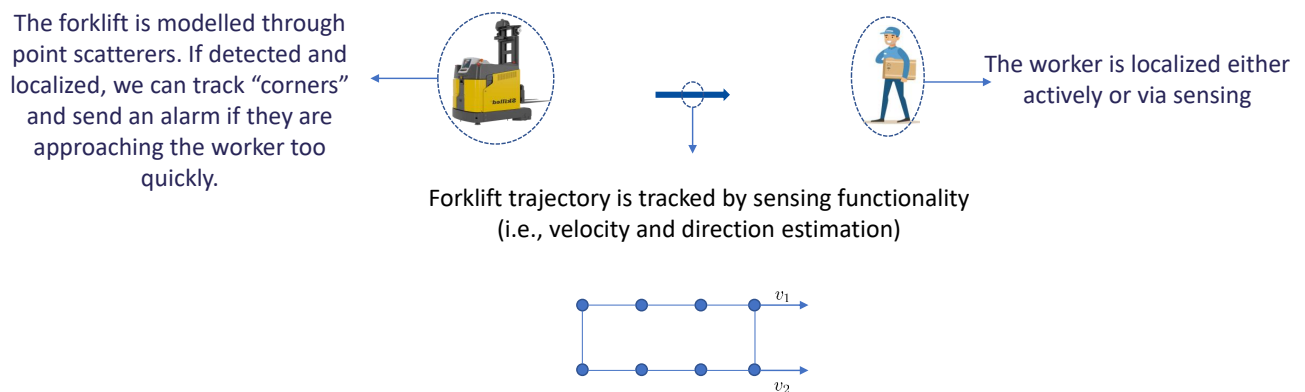 The forklift is modelled through
point scatterers. If detected and
localized, we can track “corners”
and send an alarm if they are
approaching the worker too
quickly.
The worker is localized either
actively or via sensing
Forklift trajectory is tracked by sensing functionality
(i.e., velocity and direction estimation)
v1
v2